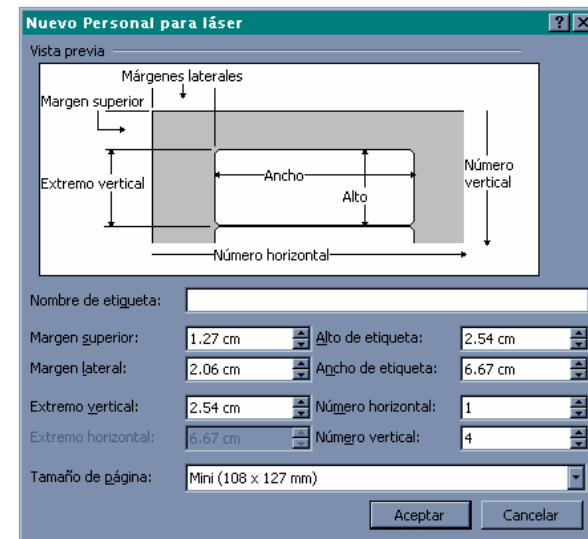 Nuevo Personal para láser
Vista previa
Márgenes laterales
Margen superior
Extremo vertical
Ancho
Alto
Número
vertical
Número horizontal
Nombre de etiqueta:
Margen superior: 1.27 cm Alto de etiqueta: 2.54 cm
Margen lateral: 2.06 cm Ancho de etiqueta: 6.67 cm
Extremo vertical: 2.54 cm Número horizontal: 1
Extremo horizontal: 6.67 cm Número vertical: 4
Tamaño de página: Mini (108 x 127 mm)
Aceptar Cancelar